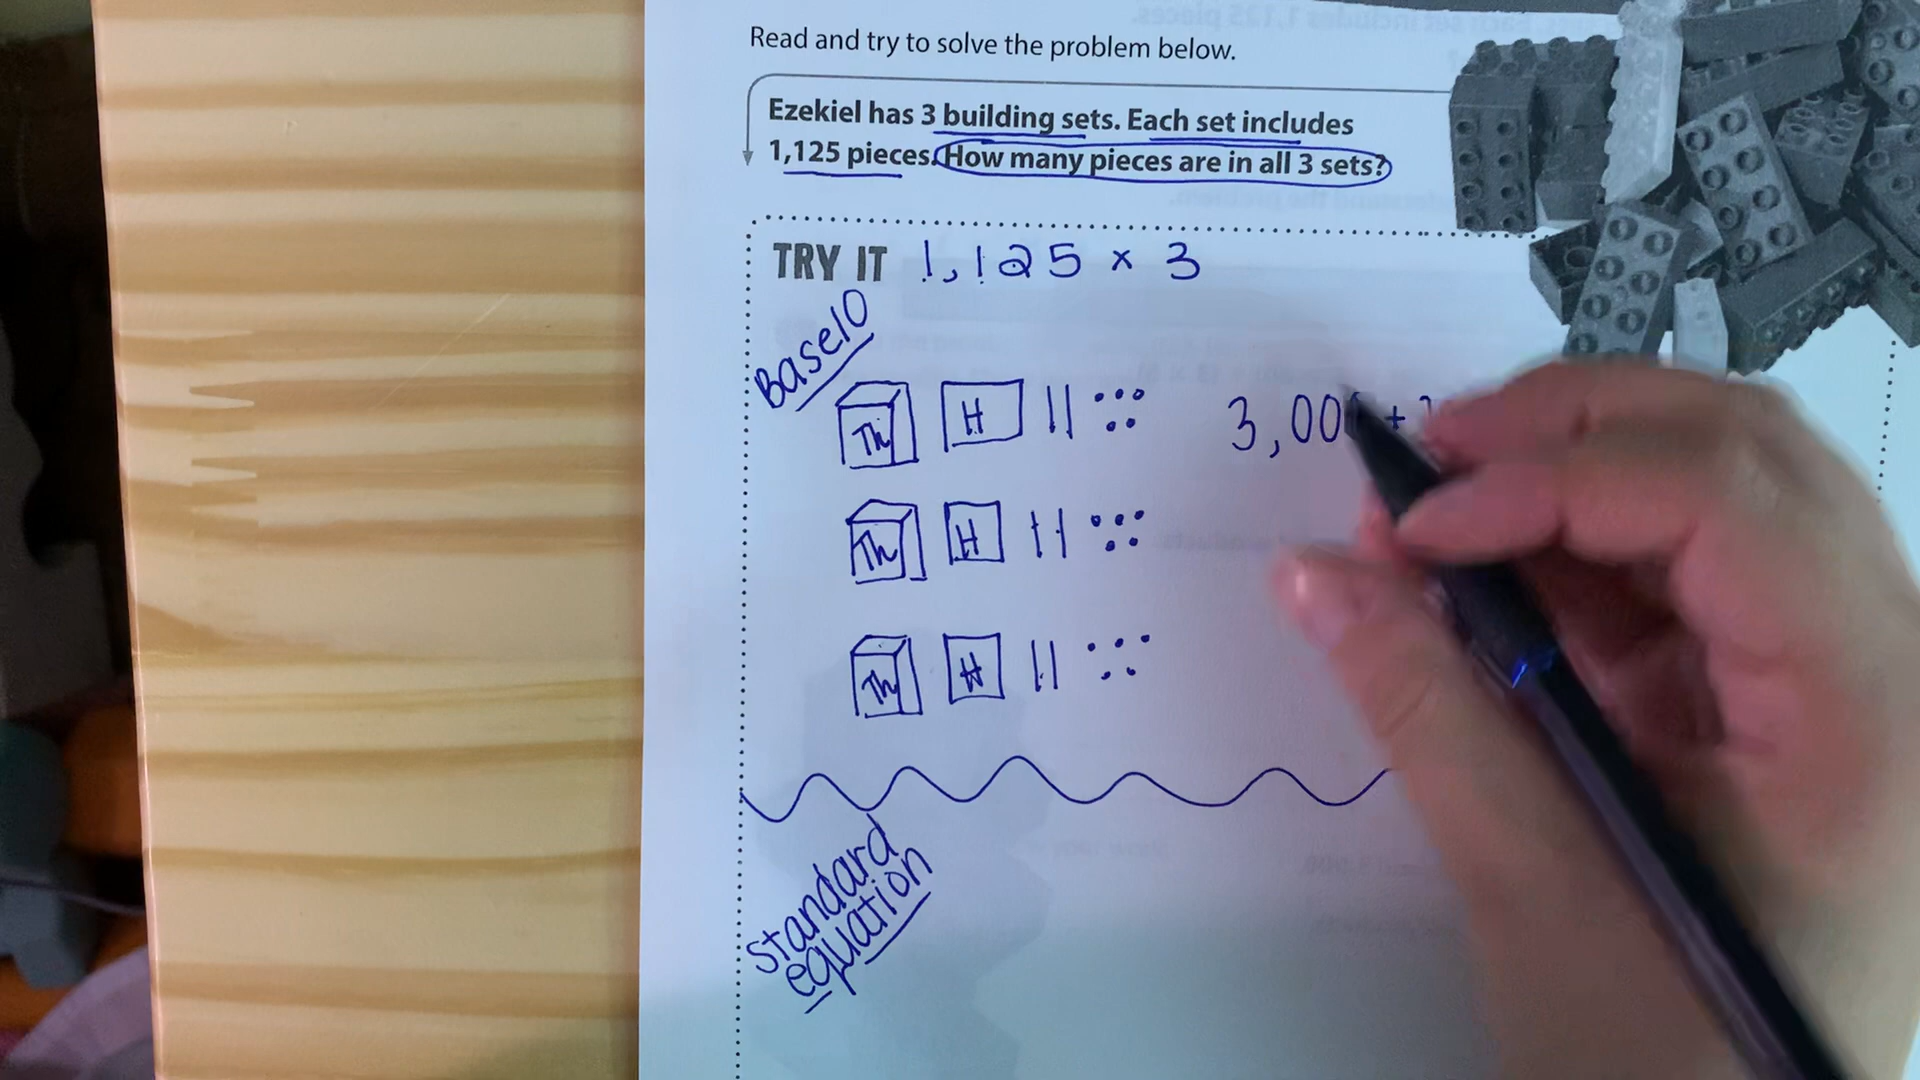 Read and try to solve the problem below.
Ezekiel has 3 building sets. Each set includes
1,125 pieces. How many pieces are in all 3 sets?
TRY IT 1,125 x 3
Base10
Th H
3,00 +
Th H
Th H
Standard
equation